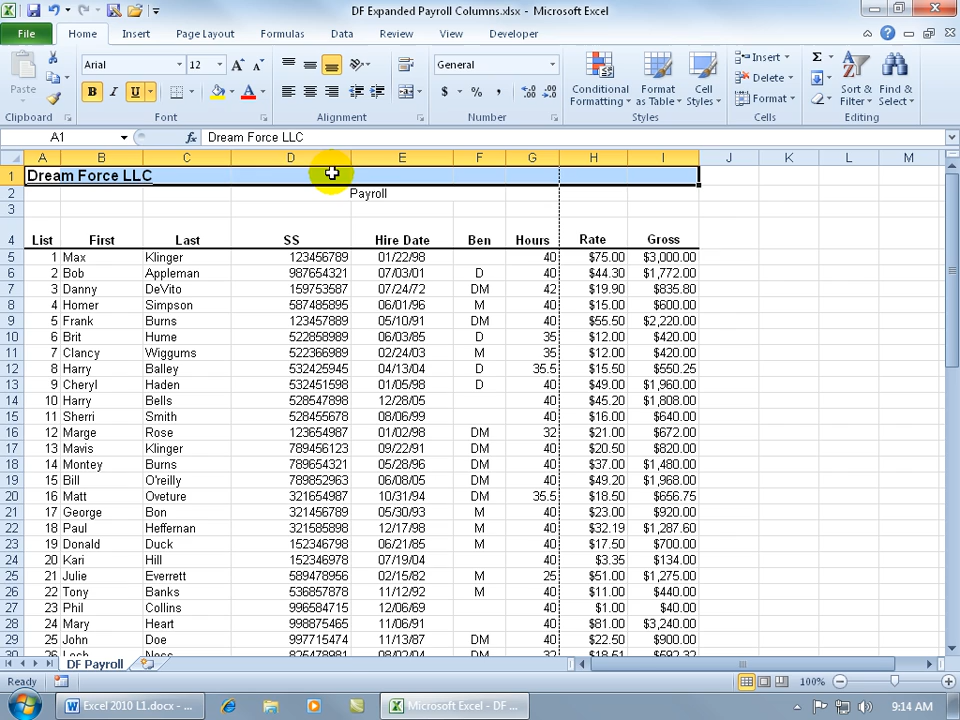 DF Expanded Payroll Columns.xlsx - Microsoft Excel
File Home Insert Page Layout Formulas Data Review View Developer
Paste Arial 12 General Conditional Formatting Format as Table Cell Styles Insert Delete Format Sort & Filter Find & Select
Clipboard Font Alignment Number Styles Cells Editing
A1 fx Dream Force LLC
A B C D E F G H I J K L M
1 Dream Force LLC
2 Payroll
3
4 List First Last SS Hire Date Ben Hours Rate Gross
5 1 Max Klinger 123456789 01/22/98 40 $75.00 $3,000.00
6 2 Bob Appleman 987654321 07/03/01 D 40 $44.30 $1,772.00
7 3 Danny DeVito 159753587 07/24/72 DM 42 $19.90 $835.80
8 4 Homer Simpson 587485895 06/01/96 M 40 $15.00 $600.00
9 5 Frank Burns 123457889 05/10/91 DM 40 $55.50 $2,220.00
10 6 Brit Hume 522858989 06/03/85 D 35 $12.00 $420.00
11 7 Clancy Wiggums 522366989 02/24/03 M 35 $12.00 $420.00
12 8 Harry Balley 532425945 04/13/04 D 35.5 $15.50 $550.25
13 9 Cheryl Haden 532451598 01/05/98 D 40 $49.00 $1,960.00
14 10 Harry Bells 528547898 12/28/05 40 $45.20 $1,808.00
15 11 Sherri Smith 528455678 08/06/99 40 $16.00 $640.00
16 12 Marge Rose 123654987 01/02/98 DM 32 $21.00 $672.00
17 13 Mavis Klinger 789456123 09/22/91 DM 40 $20.50 $820.00
18 14 Montey Burns 789654321 05/28/96 DM 40 $37.00 $1,480.00
19 15 Bill O'reilly 789852963 06/08/05 DM 40 $49.20 $1,968.00
20 16 Matt Oveture 321456987 10/31/94 DM 35.5 $18.50 $656.75
21 17 George Bon 321456789 05/30/93 M 40 $23.00 $920.00
22 18 Paul Heffernan 321585898 12/17/98 M 40 $32.19 $1,287.60
23 19 Donald Duck 152346798 06/21/85 M 40 $17.50 $700.00
24 20 Kari Hill 152346978 07/19/04 40 $3.35 $134.00
25 21 Julie Everrett 589478956 02/15/82 M 25 $51.00 $1,275.00
26 22 Tony Banks 536857878 11/12/92 M 40 $11.00 $440.00
27 23 Phil Collins 996584715 12/06/69 40 $1.00 $40.00
28 24 Mary Heart 998875465 11/06/91 40 $81.00 $3,240.00
29 25 John Doe 997715474 11/13/87 DM 40 $22.50 $900.00
DF Payroll
Ready 100%
Excel 2010 L1.docx - ... Microsoft Excel - DF ... 9:14 AM